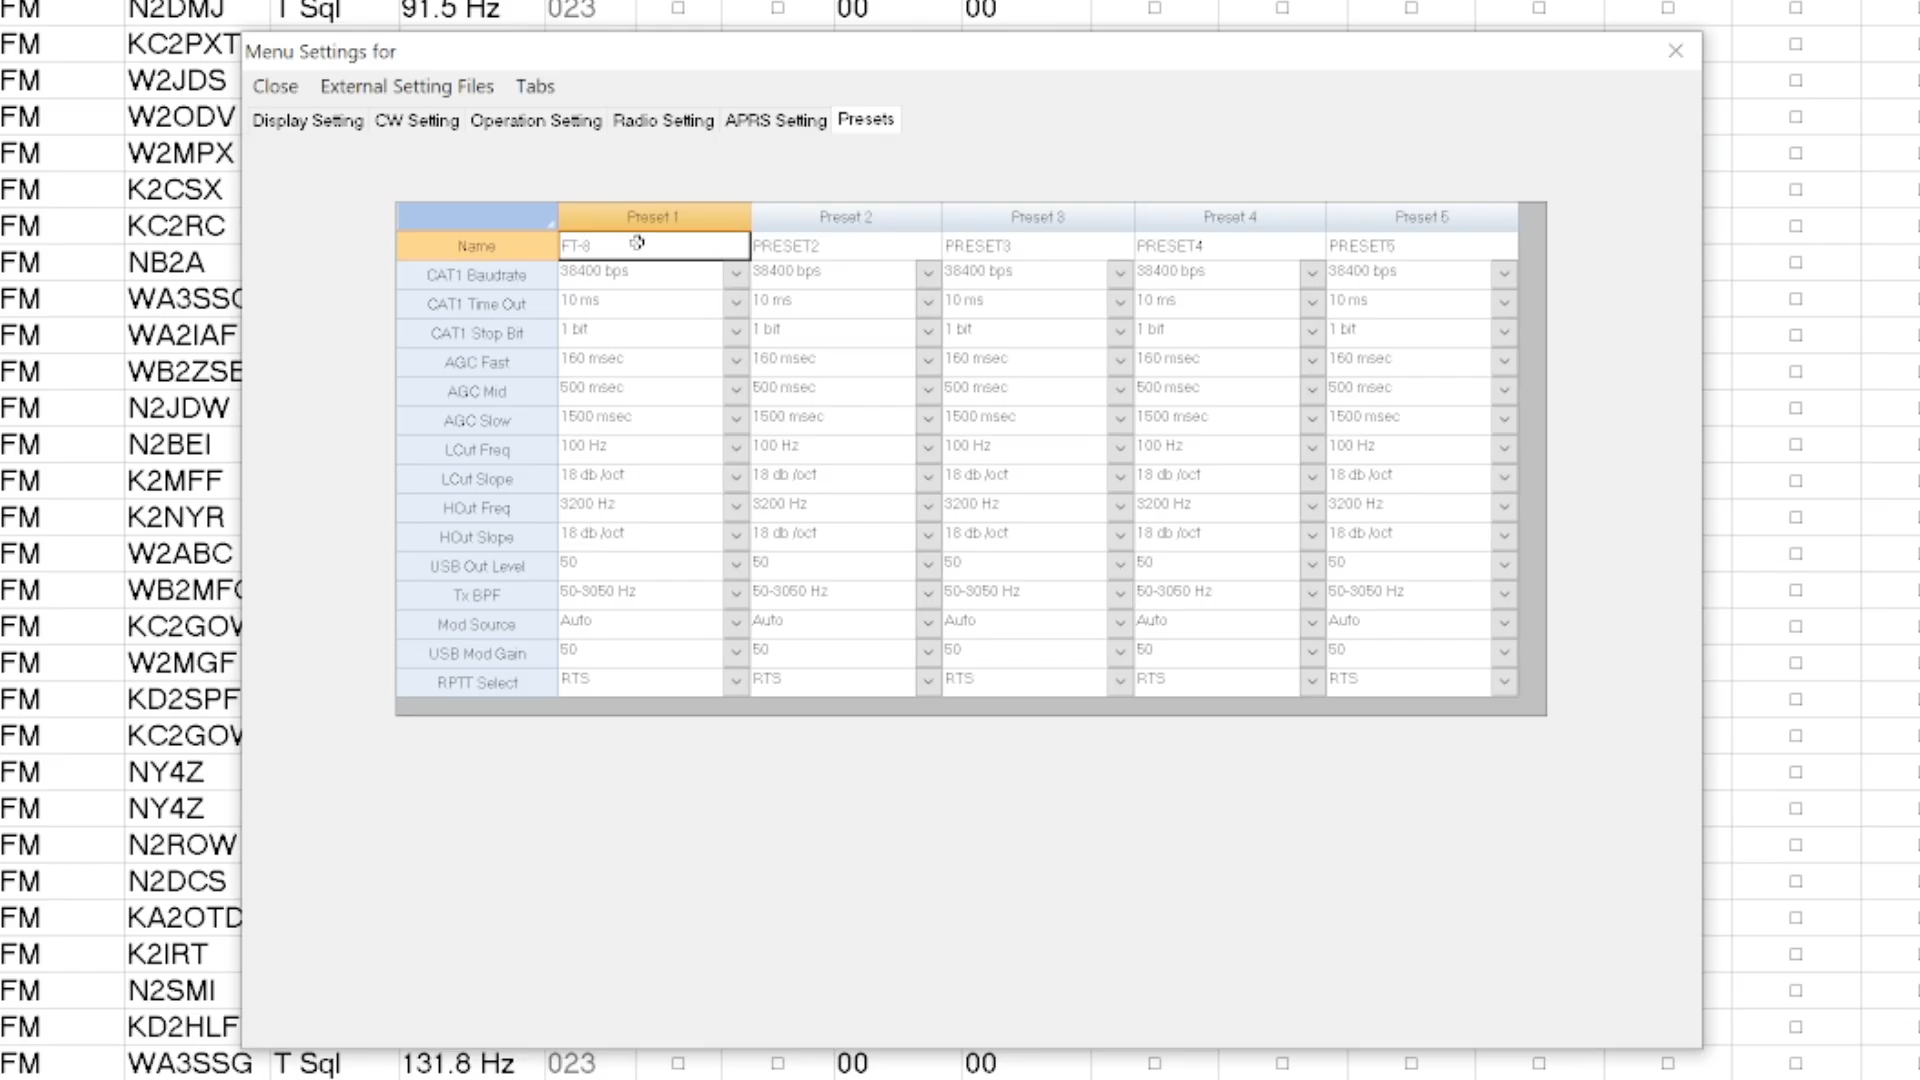 FM N2DMJ T Sql 91.5 Hz 023 00 00
FM KC2PXT
Menu Settings for
FM W2JDS
Close External Setting Files Tabs
FM W2ODV
Display Setting CW Setting Operation Setting Radio Setting APRS Setting Presets
FM W2MPX
FM K2CSX
Preset 1 Preset 2 Preset 3 Preset 4 Preset 5
FM KC2RC
Name FT-8 PRESET2 PRESET3 PRESET4 PRESET5
FM NB2A
CAT1 Baudrate 38400 bps 38400 bps 38400 bps 38400 bps 38400 bps
FM WA3SSG
CAT1 Time Out 10 ms 10 ms 10 ms 10 ms 10 ms
FM WA2IAF
CAT1 Stop Bit 1 bit 1 bit 1 bit 1 bit 1 bit
AGC Fast 160 msec 160 msec 160 msec 160 msec 160 msec
FM WB2ZSE
AGC Mid 500 msec 500 msec 500 msec 500 msec 500 msec
FM N2JDW
AGC Slow 1500 msec 1500 msec 1500 msec 1500 msec 1500 msec
FM N2BEI
LCut Freq 100 Hz 100 Hz 100 Hz 100 Hz 100 Hz
FM K2MFF
LCut Slope 18 db /oct 18 db /oct 18 db /oct 18 db /oct 18 db /oct
HOut Freq 3200 Hz 3200 Hz 3200 Hz 3200 Hz 3200 Hz
FM K2NYR
HOut Slope 18 db /oct 18 db /oct 18 db /oct 18 db /oct 18 db /oct
FM W2ABC
USB Out Level 50 50 50 50 50
FM WB2MF
Tx BPF 50-3050 Hz 50-3050 Hz 50-3050 Hz 50-3050 Hz 50-3050 Hz
FM KC2GOW
Mod Source Auto Auto Auto Auto Auto
USB Mod Gain 50 50 50 50 50
FM W2MGF
RPTT Select RTS RTS RTS RTS RTS
FM KD2SPF
FM KC2GOW
FM NY4Z
FM NY4Z
FM N2ROW
FM N2DCS
FM KA2OTD
FM K2IRT
FM N2SMI
FM KD2HLF
FM WA3SSG T Sql 131.8 Hz 023 00 00